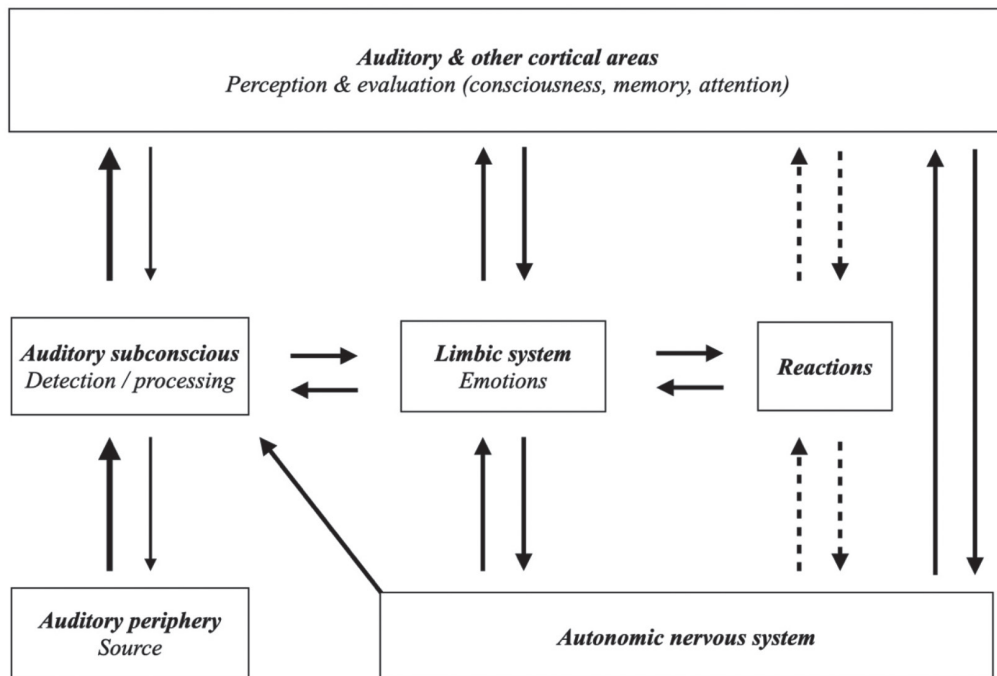 Auditory & other cortical areas
Perception & evaluation (consciousness, memory, attention)
Auditory subconscious
Detection / processing
Limbic system
Emotions
Reactions
Auditory periphery
Source
Autonomic nervous system